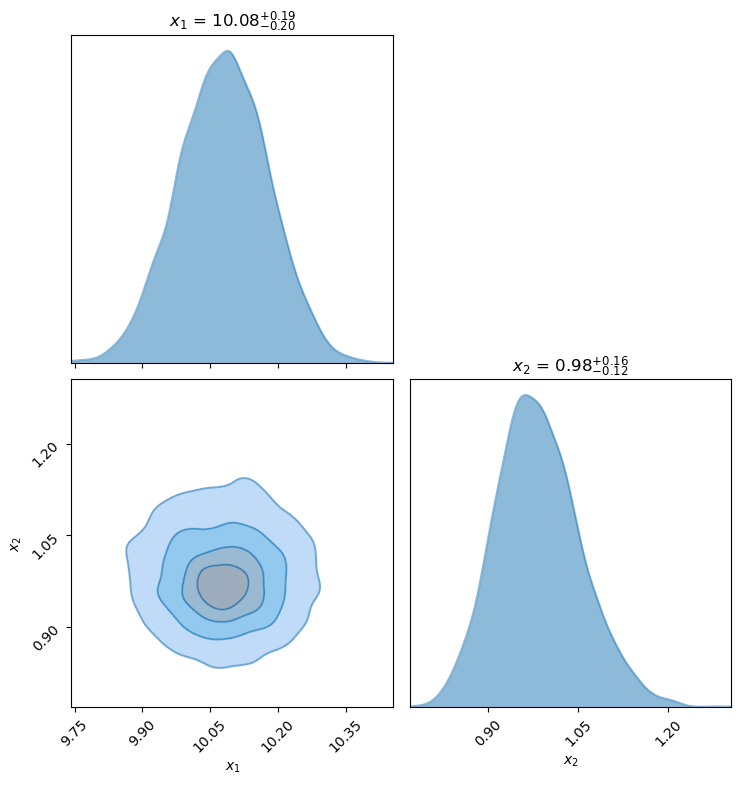 x₁ = 10.08⁺⁰·¹⁹₋₀.₂₀
x₂ = 0.98⁺⁰·¹⁶₋₀.₁₂
1.20
1.05
0.90
x₂
9.75 9.90 10.05 10.20 10.35
x₁
0.90 1.05 1.20
x₂